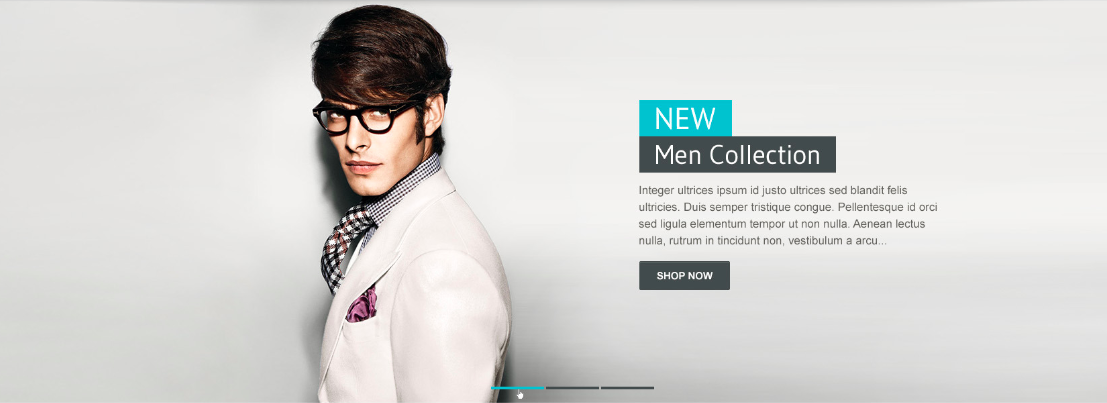 NEW
Men Collection
Integer ultrices ipsum id justo ultrices sed blandit felis
ultricies. Duis semper tristique congue. Pellentesque id orci
sed ligula elementum tempor ut non nulla. Aenean lectus
nulla, rutrum in tincidunt non, vestibulum a arcu...
SHOP NOW